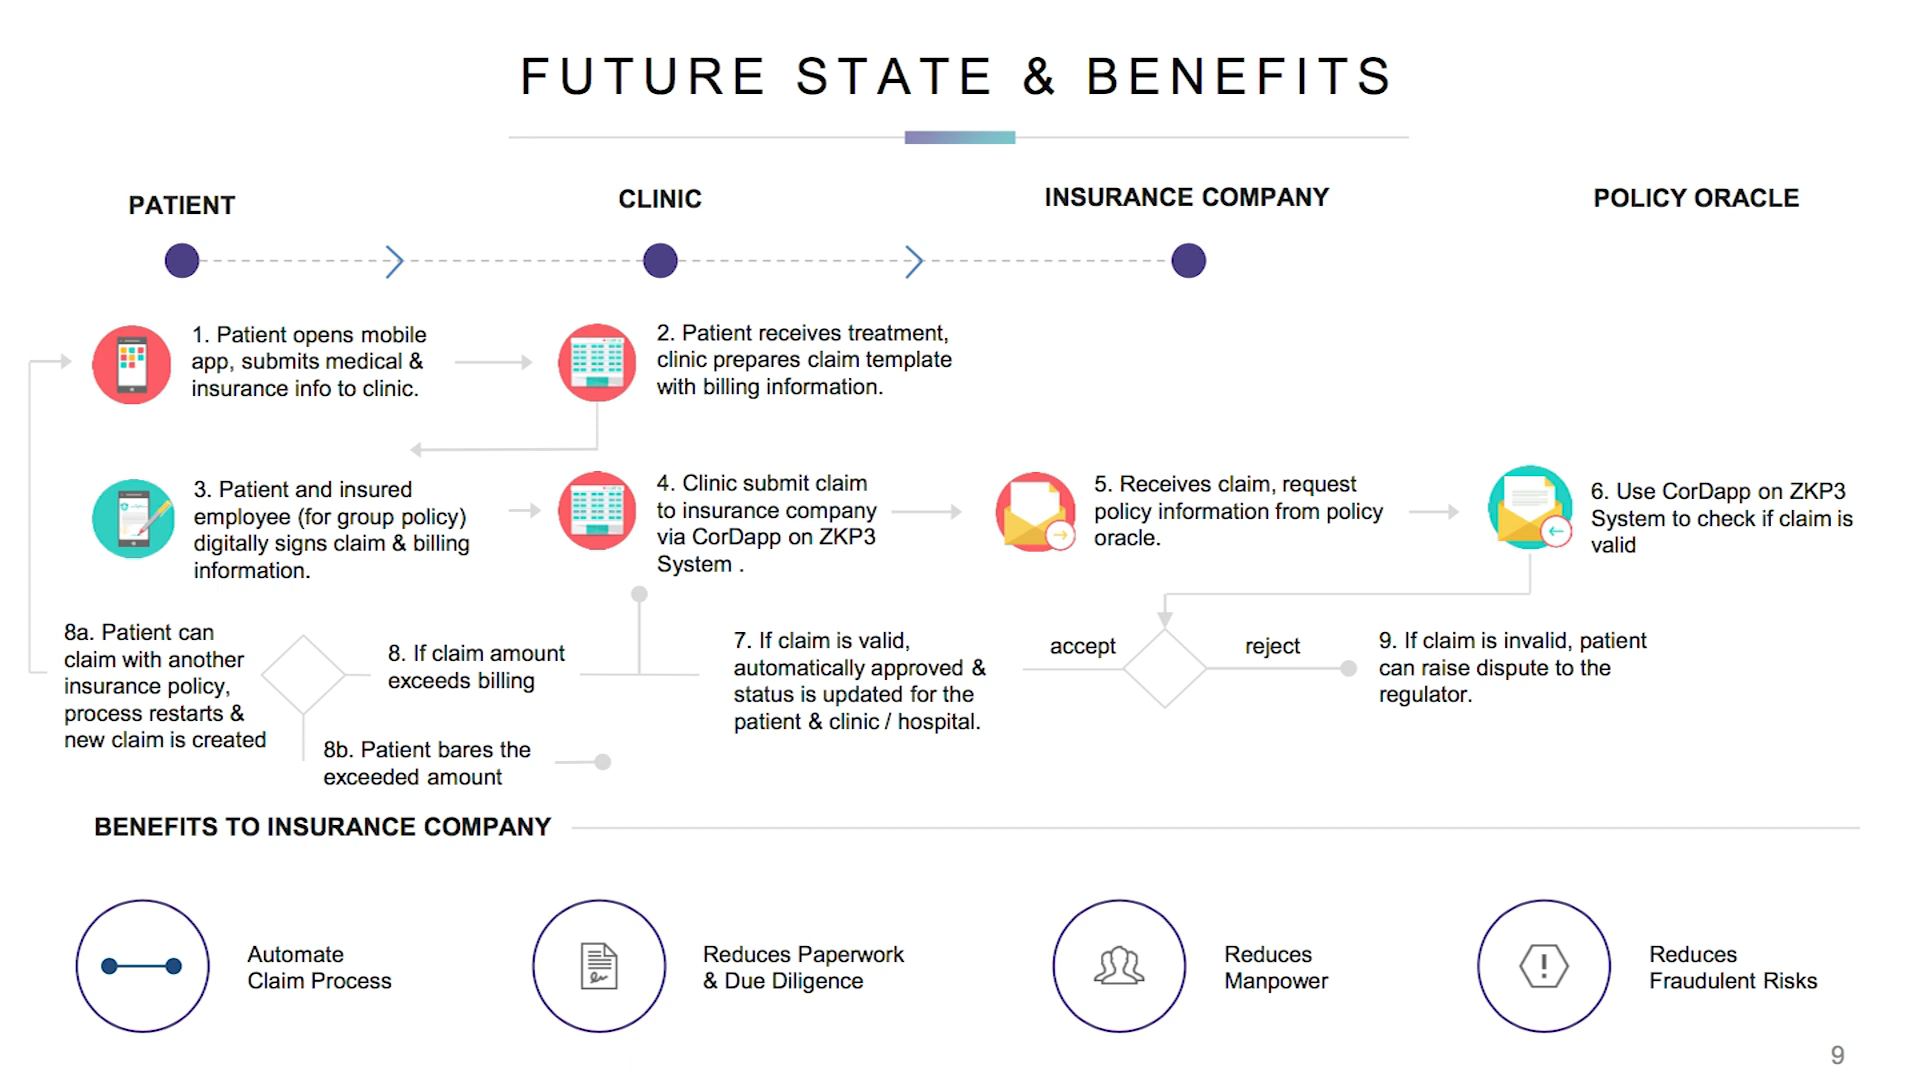 FUTURE STATE & BENEFITS
PATIENT
CLINIC
INSURANCE COMPANY
POLICY ORACLE
1. Patient opens mobile
app, submits medical &
insurance info to clinic.
2. Patient receives treatment,
clinic prepares claim template
with billing information.
3. Patient and insured
employee (for group policy)
digitally signs claim & billing
information.
4. Clinic submit claim
to insurance company
via CorDapp on ZKP3
System .
5. Receives claim, request
policy information from policy
oracle.
6. Use CorDapp on ZKP3
System to check if claim is
valid
8a. Patient can
claim with another
insurance policy,
process restarts &
new claim is created
8. If claim amount
exceeds billing
8b. Patient bares the
exceeded amount
7. If claim is valid,
automatically approved &
status is updated for the
patient & clinic / hospital.
accept
reject
9. If claim is invalid, patient
can raise dispute to the
regulator.
BENEFITS TO INSURANCE COMPANY
Automate
Claim Process
Reduces Paperwork
& Due Diligence
Reduces
Manpower
Reduces
Fraudulent Risks
9